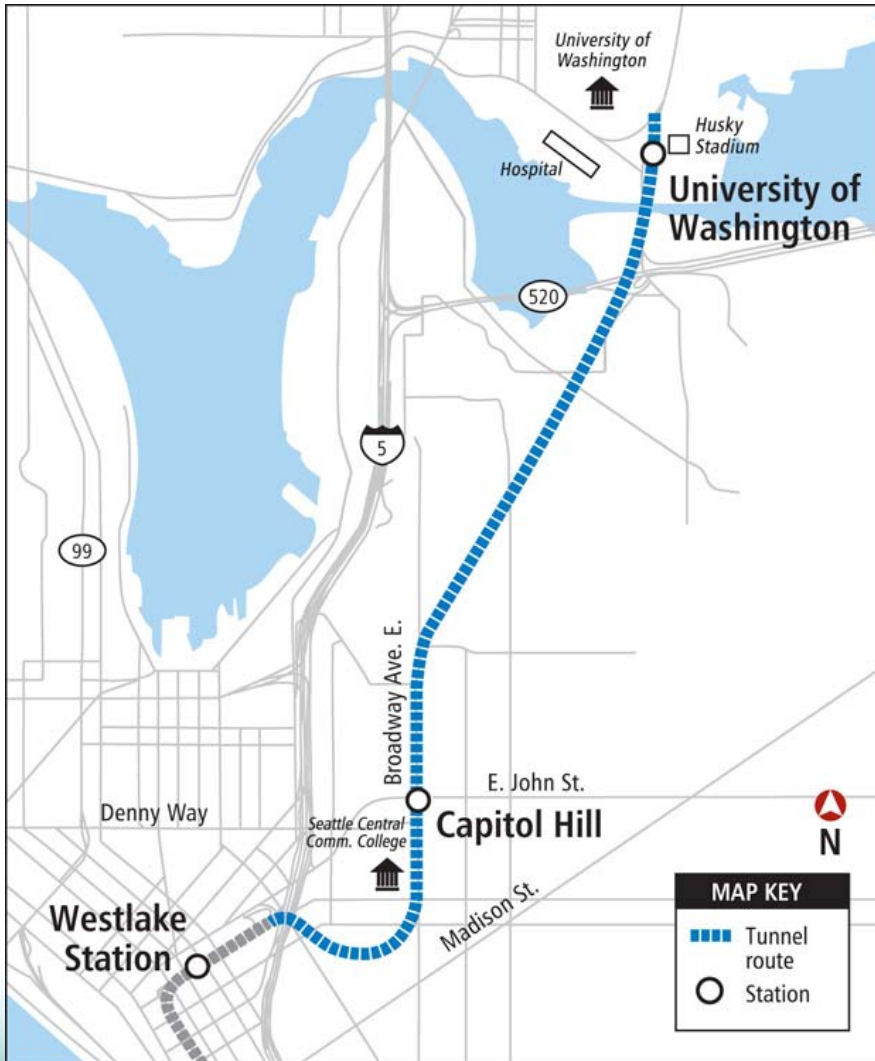 University of
Washington
Husky
Stadium
Hospital
University of
Washington
520
5
99
Broadway Ave. E.
E. John St.
Denny Way
Seattle Central
Comm. College
Capitol Hill
N
Madison St.
Westlake
Station
MAP KEY
Tunnel
route
Station